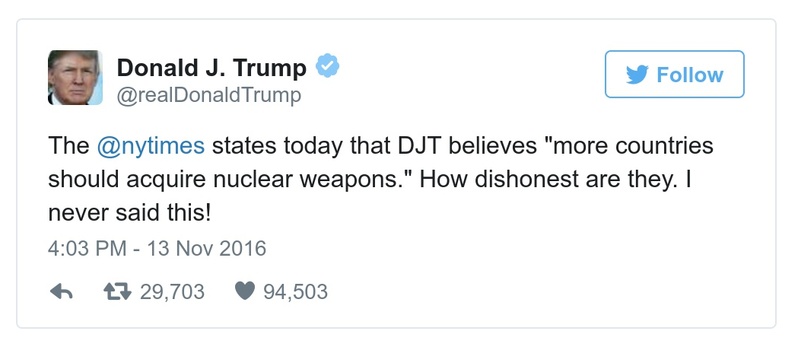 Donald J. Trump
@realDonaldTrump
Follow
The @nytimes states today that DJT believes "more countries
should acquire nuclear weapons." How dishonest are they. I
never said this!
4:03 PM - 13 Nov 2016
29,703 94,503